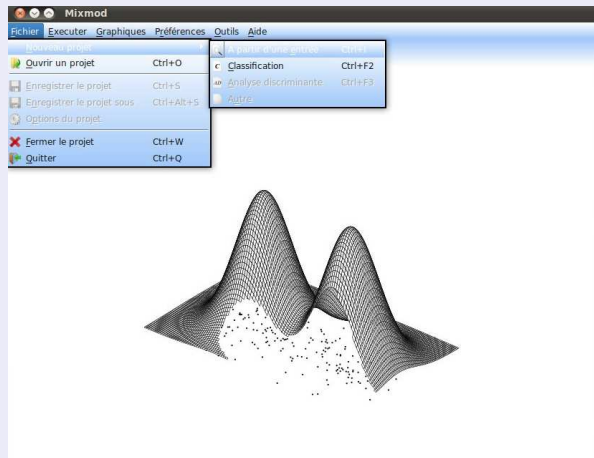 Mixmod
Fichier Executer Graphiques Préférences Outils Aide
Nouveau projet
Ouvrir un projet Ctrl+O
Enregistrer le projet Ctrl+S
Enregistrer le projet sous Ctrl+Alt+S
Options du projet
Fermer le projet Ctrl+W
Quitter Ctrl+Q
A partir d'une entrée
C Classification Ctrl+F2
AD Analyse discriminante Ctrl+F3
Autre